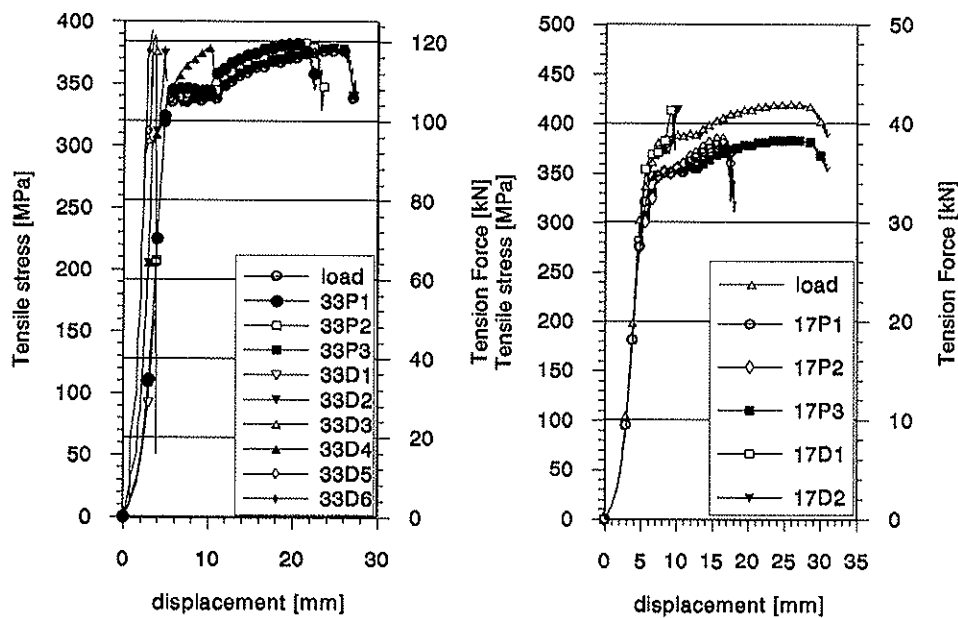 Tensile stress [MPa]
400
350
300
250
200
150
100
50
0
120
100
80
60
40
20
0
Tension Force [kN]
load
33P1
33P2
33P3
33D1
33D2
33D3
33D4
33D5
33D6
0
10
20
30
displacement [mm]
Tensile stress [MPa]
500
450
400
350
300
250
200
150
100
50
0
50
40
30
20
10
0
Tension Force [kN]
load
17P1
17P2
17P3
17D1
17D2
0
5
10
15
20
25
30
35
displacement [mm]